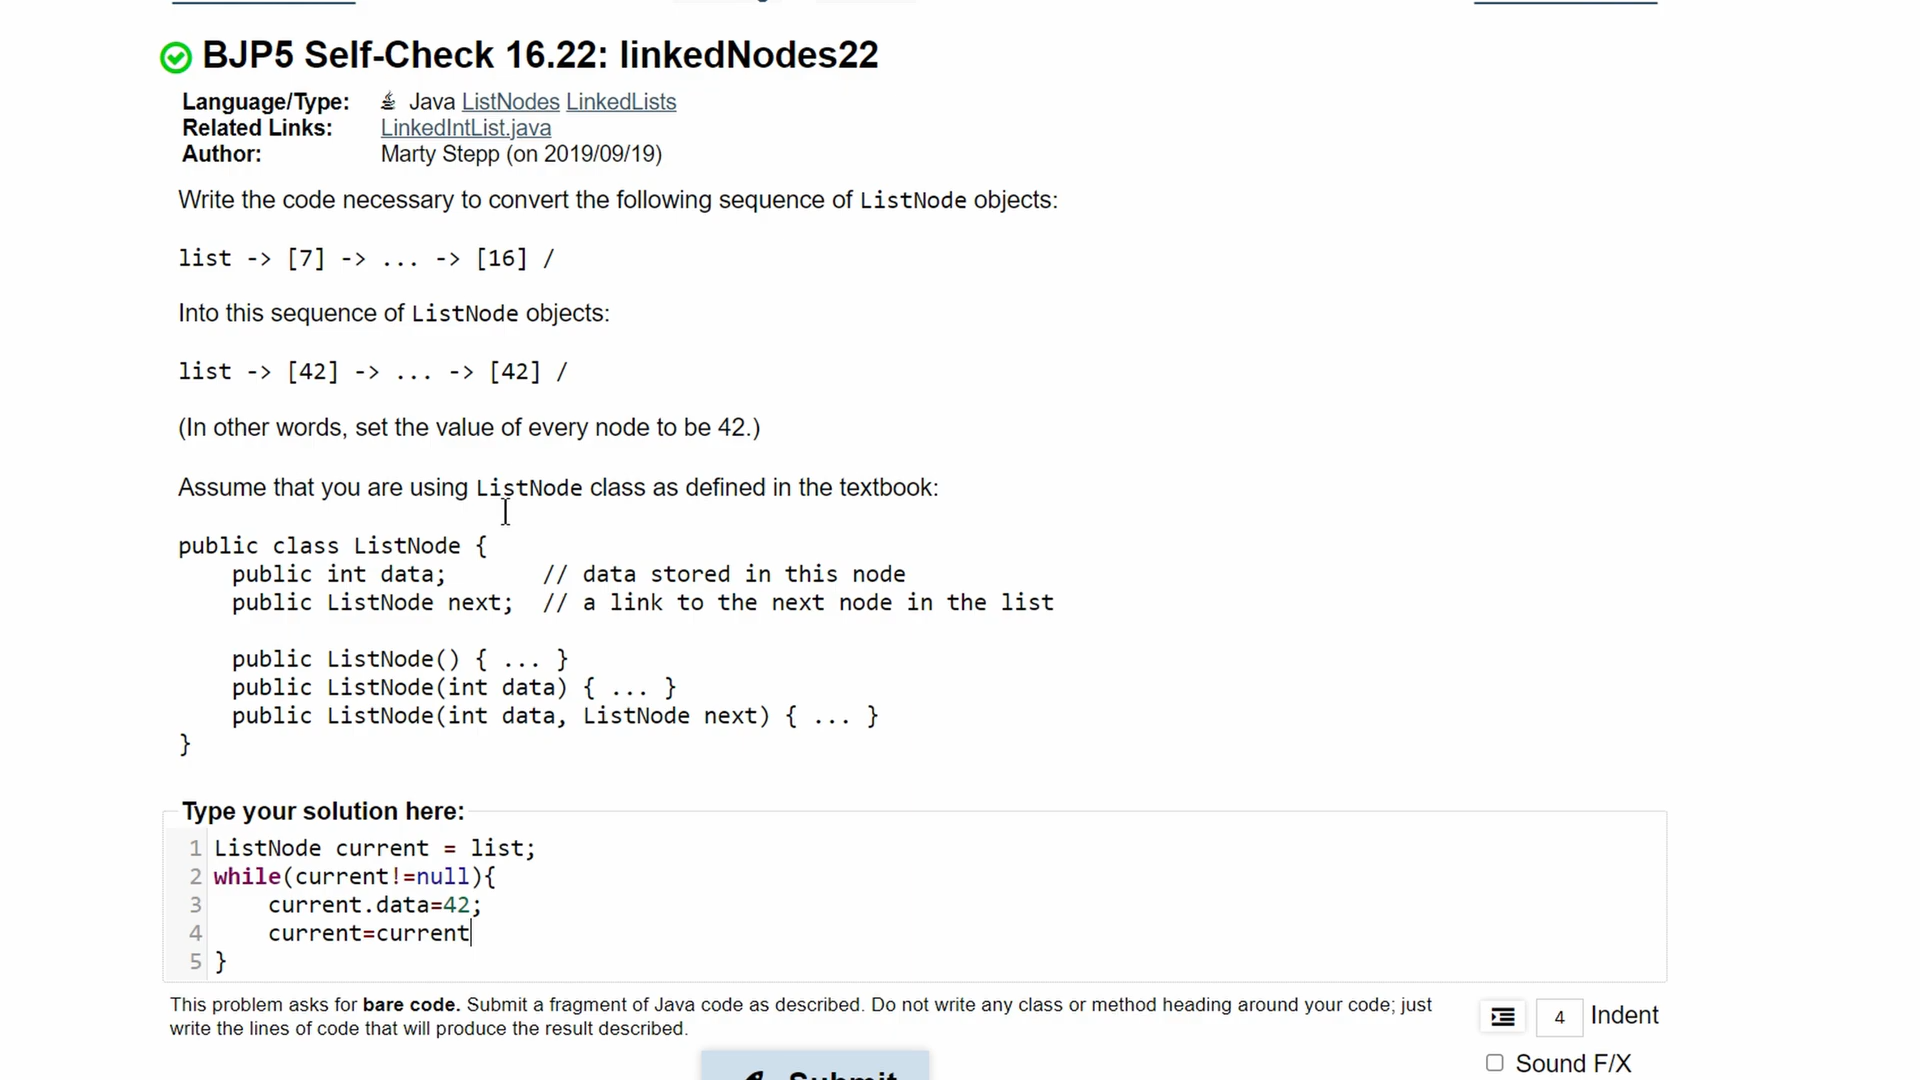 BJP5 Self-Check 16.22: linkedNodes22
Language/Type: Java ListNodes LinkedLists
Related Links: LinkedIntList.java
Author: Marty Stepp (on 2019/09/19)
Write the code necessary to convert the following sequence of ListNode objects:
list -> [7] -> ... -> [16] /
Into this sequence of ListNode objects:
list -> [42] -> ... -> [42] /
(In other words, set the value of every node to be 42.)
Assume that you are using ListNode class as defined in the textbook:
public class ListNode {
    public int data;       // data stored in this node
    public ListNode next;  // a link to the next node in the list
    public ListNode() { ... }
    public ListNode(int data) { ... }
    public ListNode(int data, ListNode next) { ... }
}
Type your solution here:
1 ListNode current = list;
2 while(current!=null){
3     current.data=42;
4     current=current
5 }
This problem asks for bare code. Submit a fragment of Java code as described. Do not write any class or method heading around your code; just
write the lines of code that will produce the result described.
4 Indent
Sound F/X
Submit